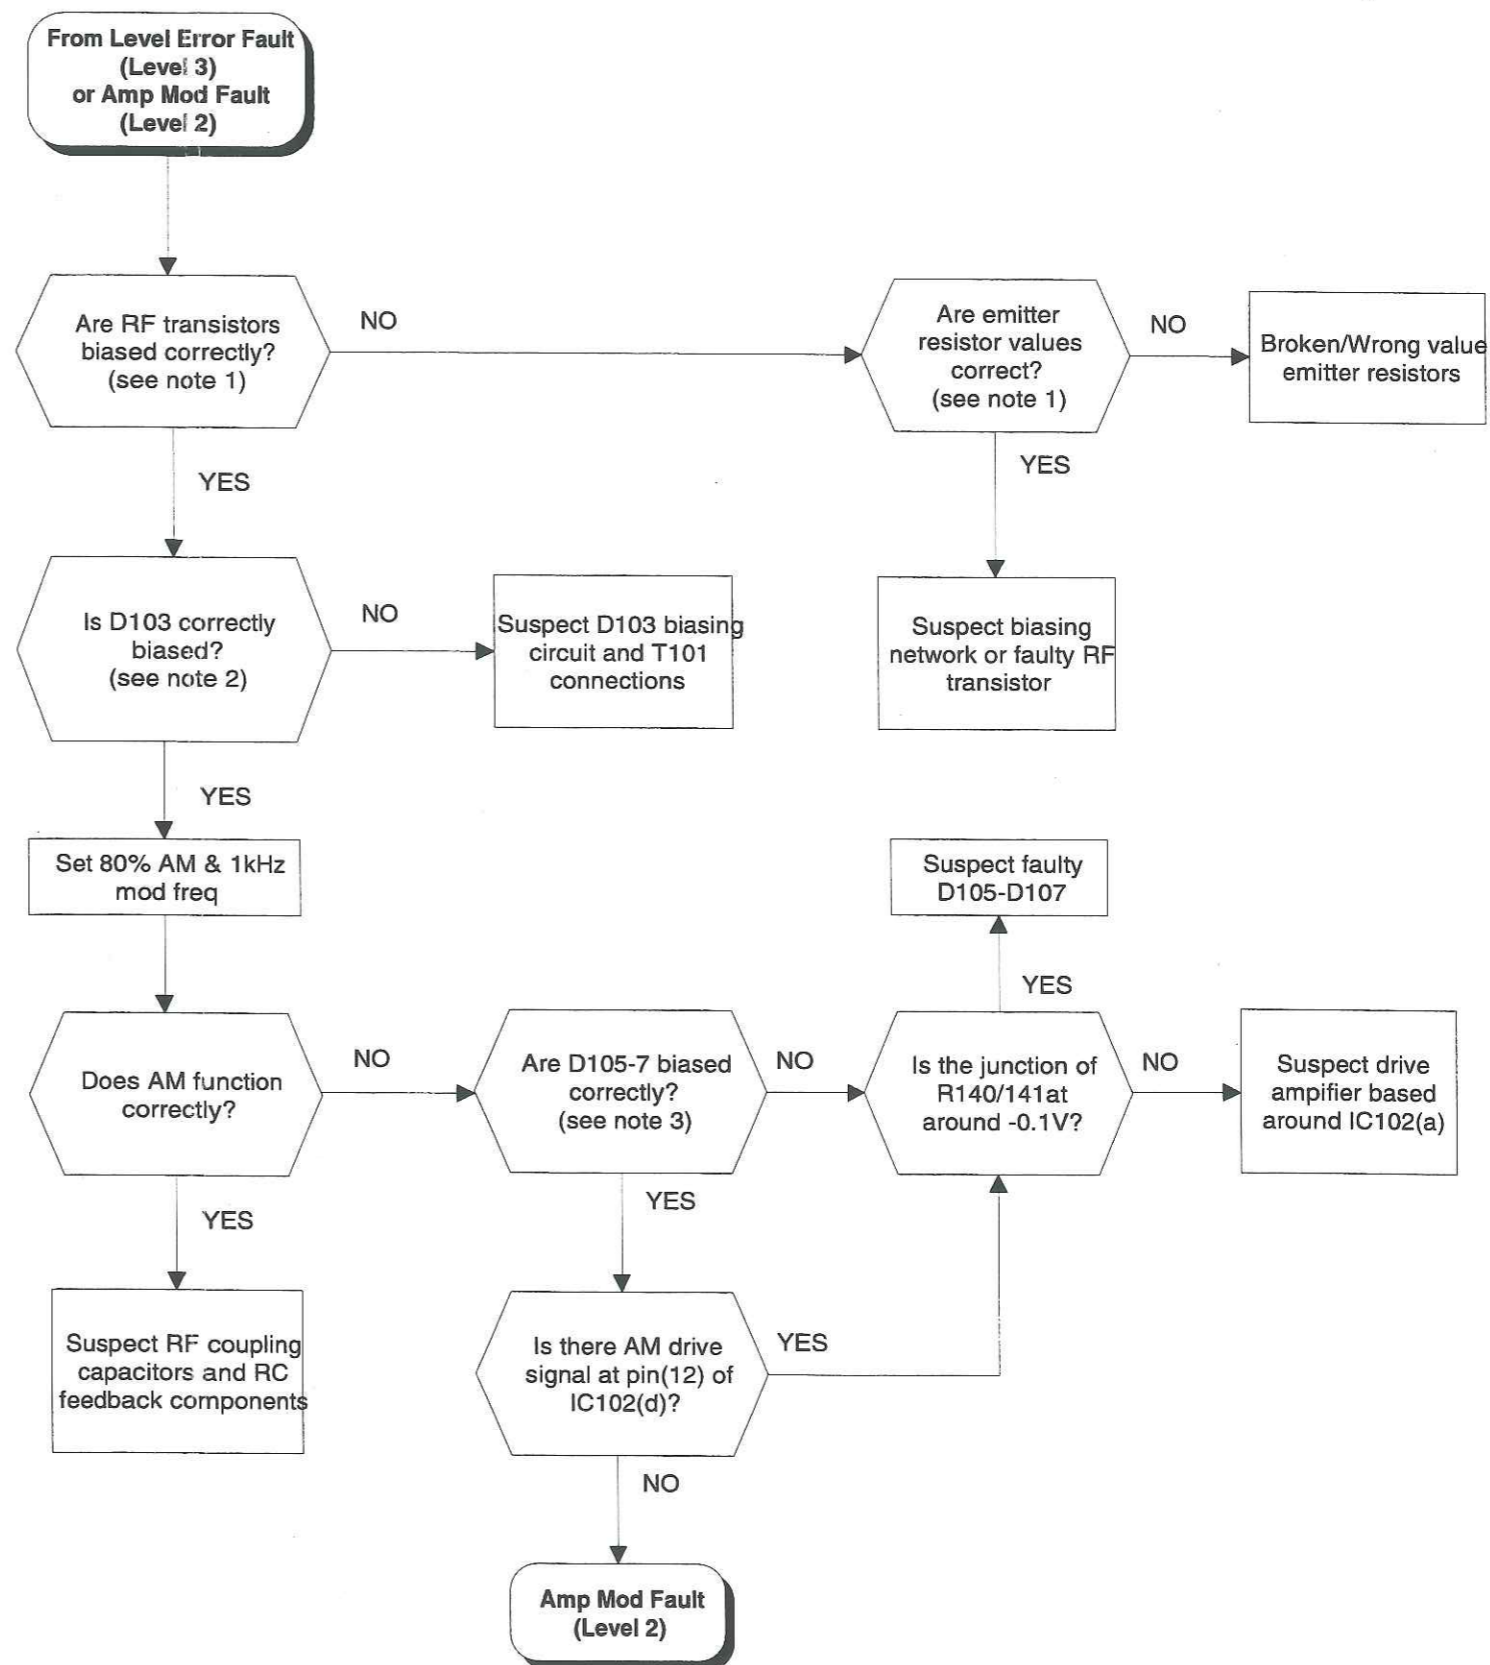 From Level Error Fault
(Level 3)
or Amp Mod Fault
(Level 2)
Are RF transistors
biased correctly?
(see note 1)
NO
Are emitter
resistor values
correct?
(see note 1)
NO
Broken/Wrong value
emitter resistors
YES
YES
Is D103 correctly
biased?
(see note 2)
NO
Suspect D103 biasing
circuit and T101
connections
Suspect biasing
network or faulty RF
transistor
YES
Set 80% AM & 1kHz
mod freq
Suspect faulty
D105-D107
YES
Does AM function
correctly?
NO
Are D105-7 biased
correctly?
(see note 3)
NO
Is the junction of
R140/141at
around -0.1V?
NO
Suspect drive
ampifier based
around IC102(a)
YES
YES
Suspect RF coupling
capacitors and RC
feedback components
Is there AM drive
signal at pin(12) of
IC102(d)?
YES
NO
Amp Mod Fault
(Level 2)